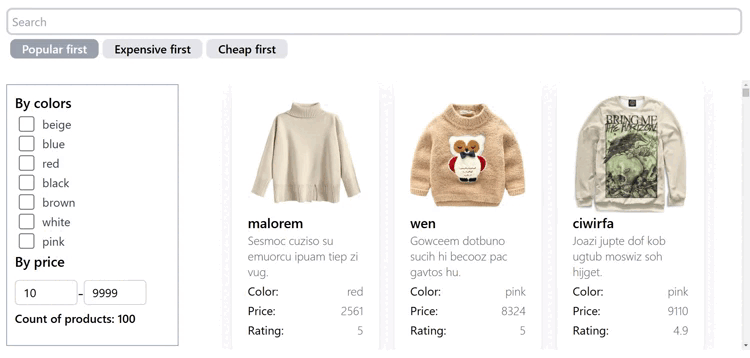 Search
Popular first
Expensive first
Cheap first
By colors
beige
blue
red
black
brown
white
pink
By price
10 - 9999
Count of products: 100
BRING ME
THE HORIZON
malorem
Sesmoc cuziso su
emuorcu ipuam tiep zi
vug.
Color: red
Price: 2561
Rating: 5
wen
Gowceem dotbuno
sucih hi becooz pac
gavtos hu.
Color: pink
Price: 8324
Rating: 5
ciwirfa
Joazi jupte dof kob
ugtub moswiz soh
hijget.
Color: pink
Price: 9110
Rating: 4.9